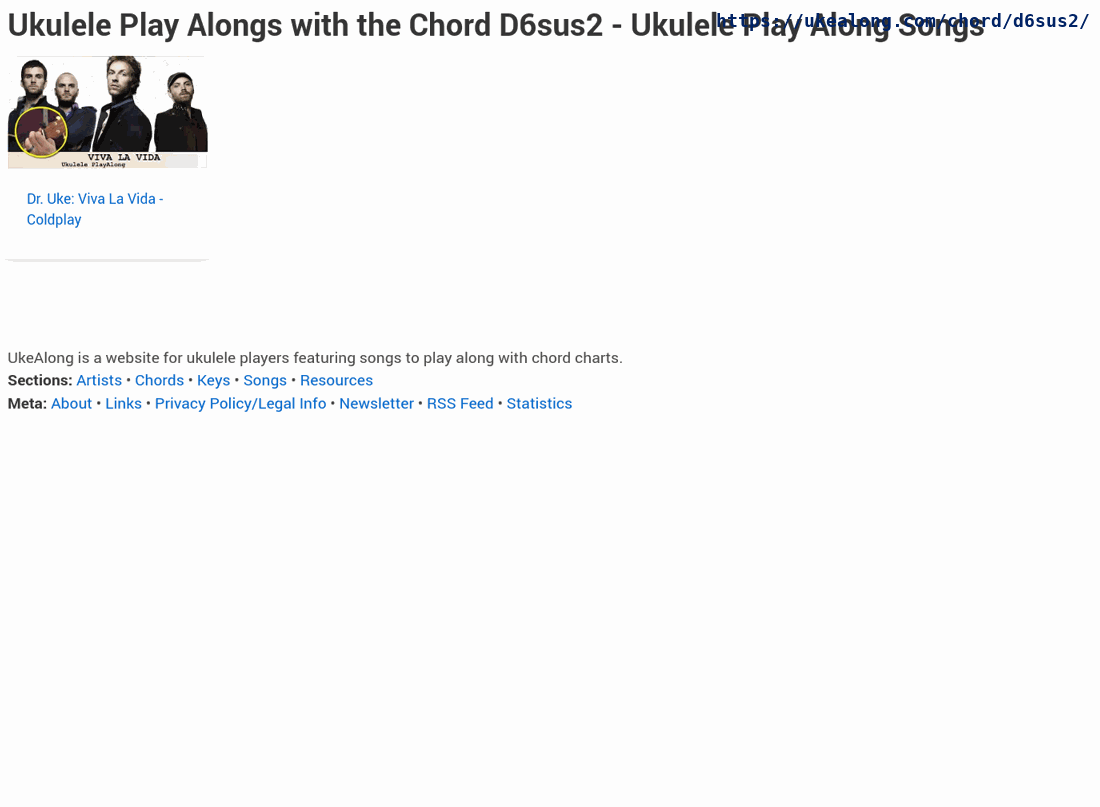 Ukulele Play Alongs with the Chord D6sus2 - Ukulele Play Along Songs
https://ukealong.com/chord/d6sus2/
VIVA LA VIDA
Ukulele PlayAlong
Dr. Uke: Viva La Vida -
Coldplay
UkeAlong is a website for ukulele players featuring songs to play along with chord charts.
Sections: Artists • Chords • Keys • Songs • Resources
Meta: About • Links • Privacy Policy/Legal Info • Newsletter • RSS Feed • Statistics